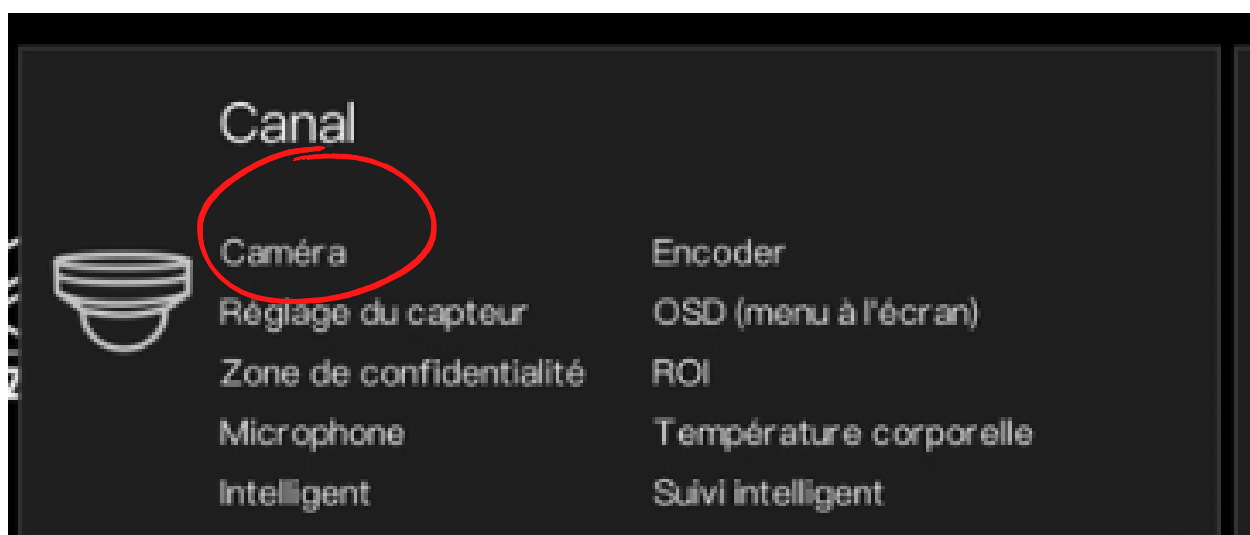 Canal
Caméra
Encoder
Réglage du capteur
OSD (menu à l'écran)
Zone de confidentialité
ROI
Microphone
Température corporelle
Intelligent
Suivi intelligent